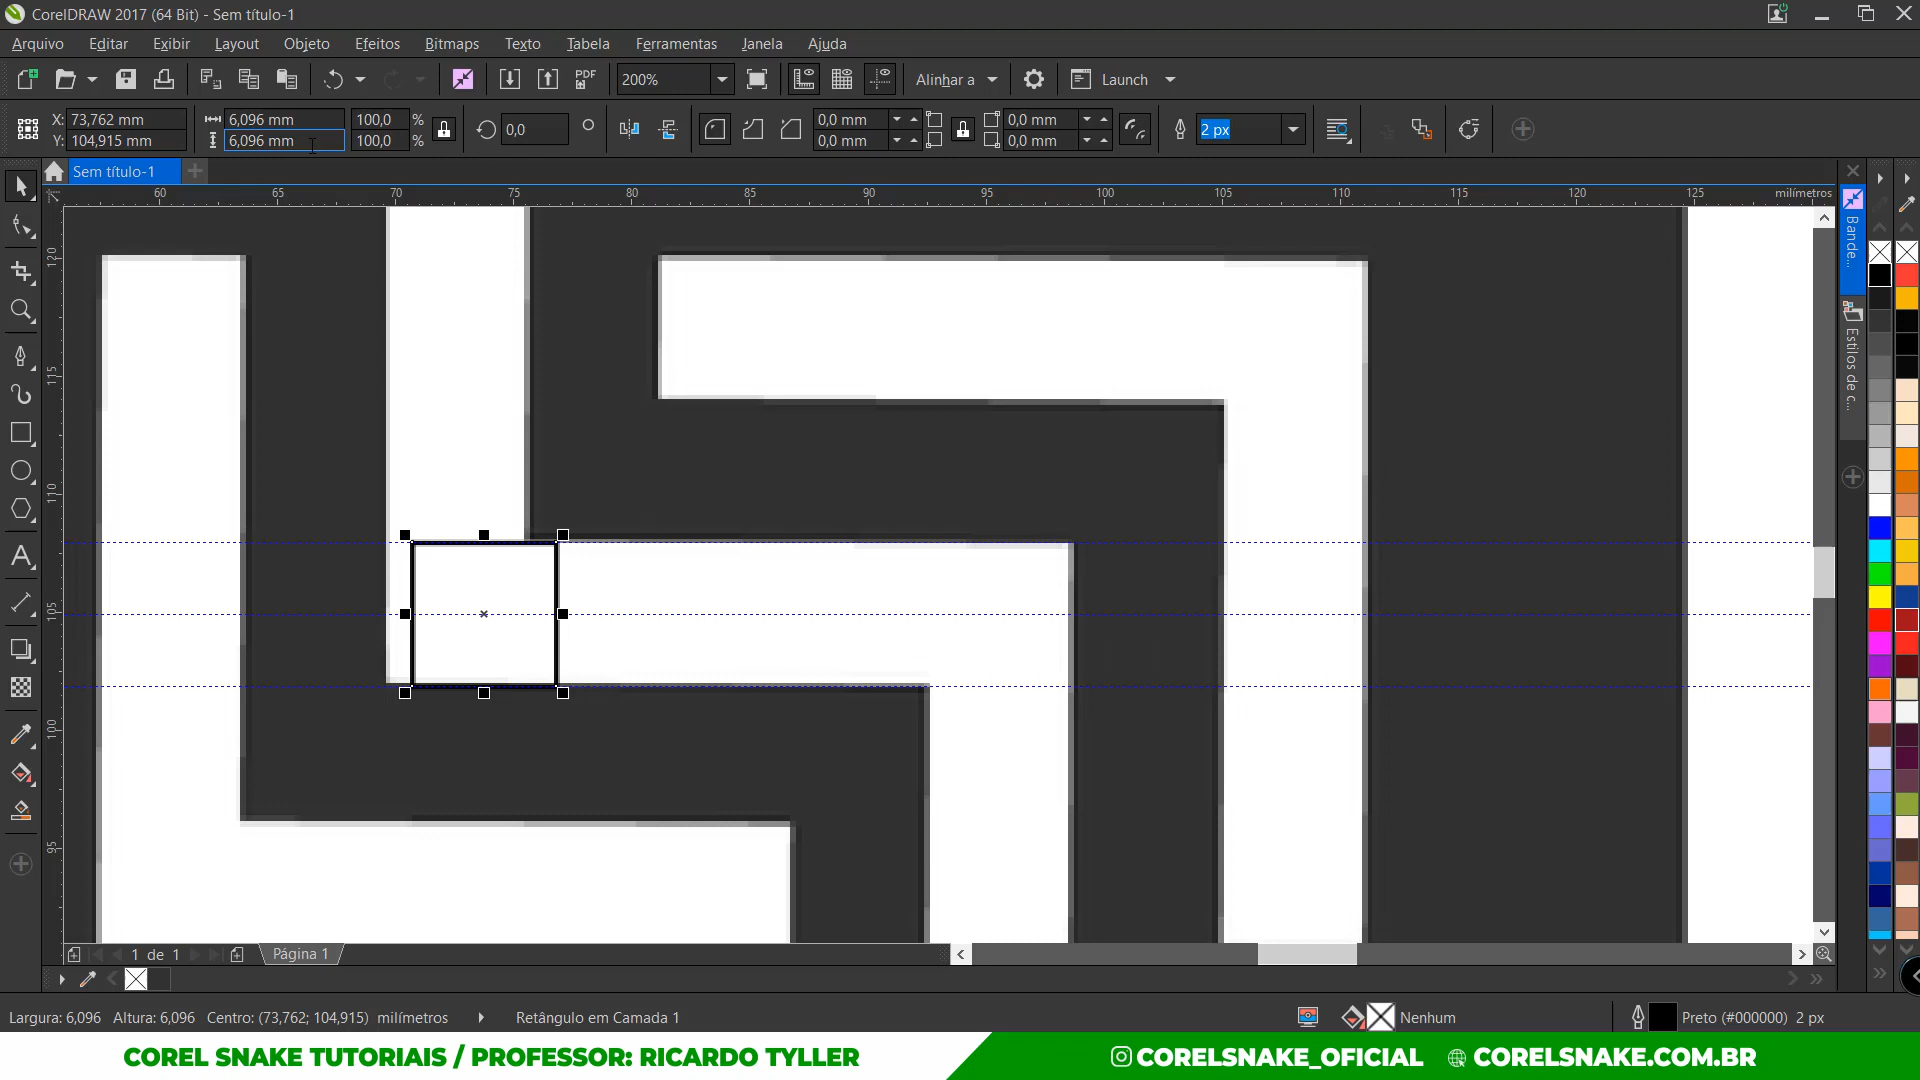 CorelDRAW 2017 (64 Bit) - Sem título-1
Arquivo Editar Exibir Layout Objeto Efeitos Bitmaps Texto Tabela Ferramentas Janela Ajuda
PDF 200% Alinhar a Launch
X: 73,762 mm 6,096 mm 100,0 % 0,0 0,0 mm 0,0 mm 2 px
Y: 104,915 mm 6,096 mm 100,0 % 0,0 mm 0,0 mm
Sem título-1
60 65 70 75 80 85 90 95 100 105 110 115 120 125 milímetros
120
115
110
105
100
95
Bande...
Estilos de c...
1 de 1 Página 1
Largura: 6,096 Altura: 6,096 Centro: (73,762; 104,915) milímetros Retângulo em Camada 1 Nenhum Preto (#000000) 2 px
COREL SNAKE TUTORIAIS / PROFESSOR: RICARDO TYLLER CORELSNAKE_OFICIAL CORELSNAKE.COM.BR